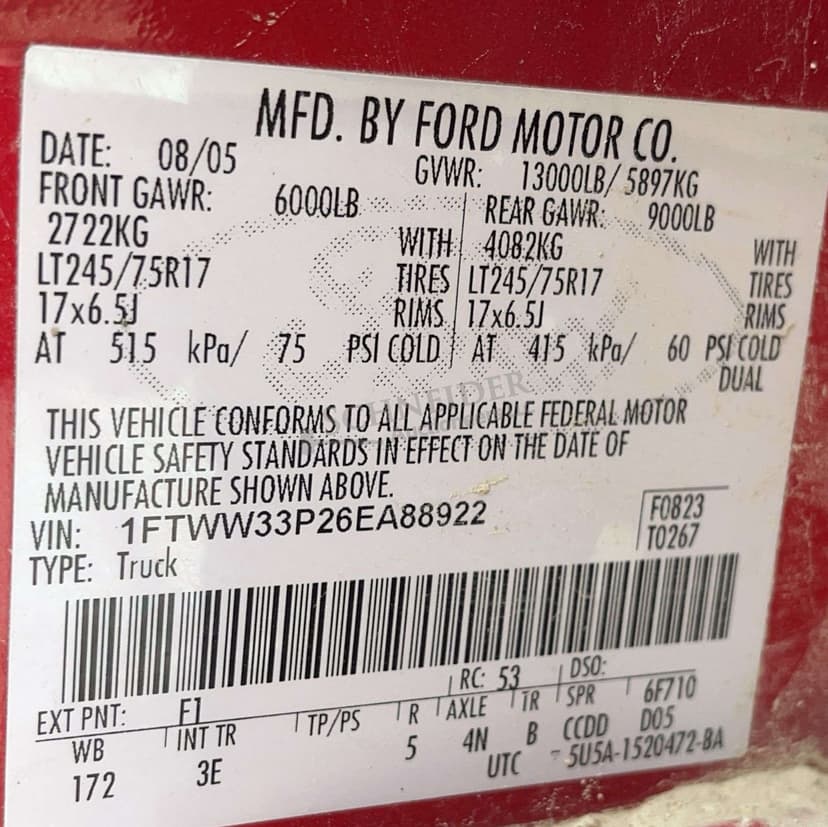 MFD. BY FORD MOTOR CO.
DATE: 08/05 GVWR: 13000LB/ 5897KG
FRONT GAWR: 6000LB REAR GAWR: 9000LB
2722KG WITH 4082KG WITH
LT245/75R17 TIRES LT245/75R17 TIRES
17x6.5J RIMS 17x6.5J RIMS
AT 515 kPa/ 75 PSI COLD AT 415 kPa/ 60 PSI COLD
DUAL
SCHNEIDER
THIS VEHICLE CONFORMS TO ALL APPLICABLE FEDERAL MOTOR
VEHICLE SAFETY STANDARDS IN EFFECT ON THE DATE OF
MANUFACTURE SHOWN ABOVE.
VIN: 1FTWW33P26EA88922 F0823
TYPE: Truck T0267
EXT PNT: F1 RC: 53 DSO:
WB INT TR TP/PS R AXLE TR SPR 6F710
172 3E 5 4N B CCDD D05
UTC 5U5A-1520472-BA